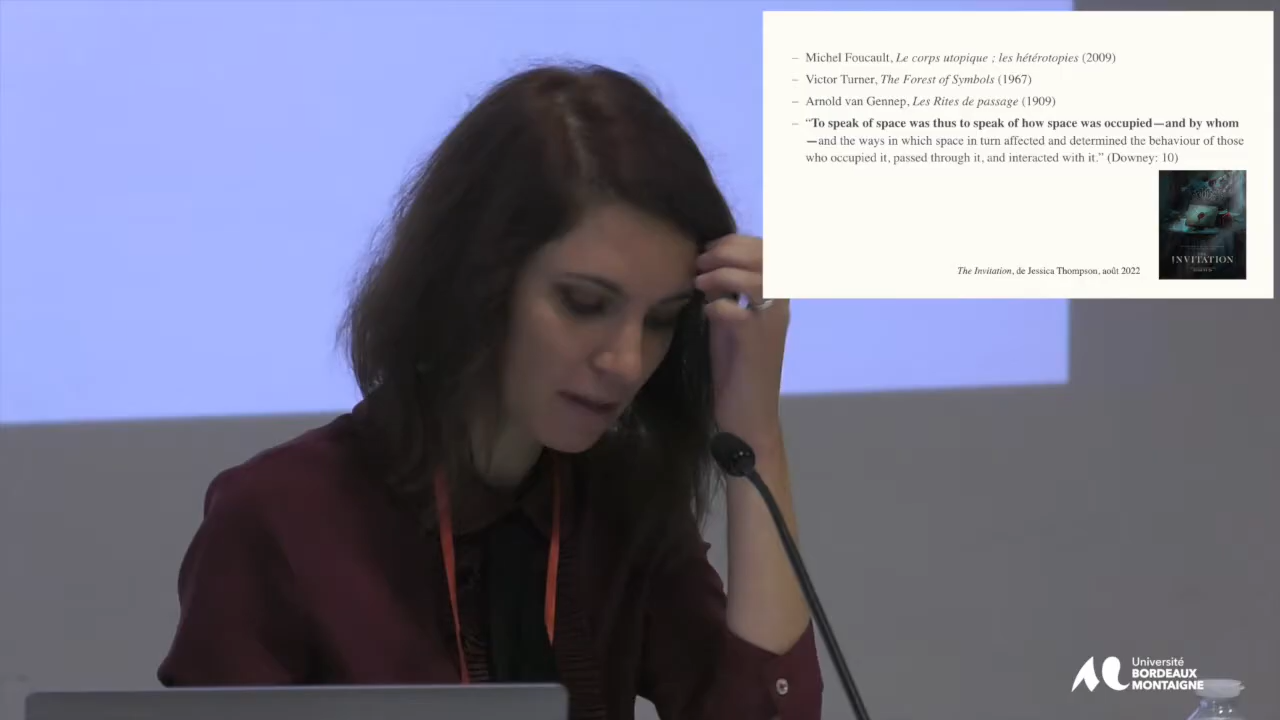 – Michel Foucault, Le corps utopique ; les hétérotopies (2009)
– Victor Turner, The Forest of Symbols (1967)
– Arnold van Gennep, Les Rites de passage (1909)
– “To speak of space was thus to speak of how space was occupied—and by whom
—and the ways in which space in turn affected and determined the behaviour of those
who occupied it, passed through it, and interacted with it.” (Downey: 10)
INVITATION
The Invitation, de Jessica Thompson, août 2022
Université
BORDEAUX
MONTAIGNE